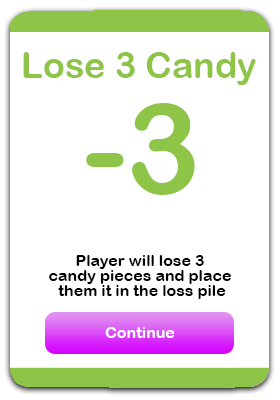 Lose 3 Candy
-3
Player will lose 3
candy pieces and place
them it in the loss pile
Continue